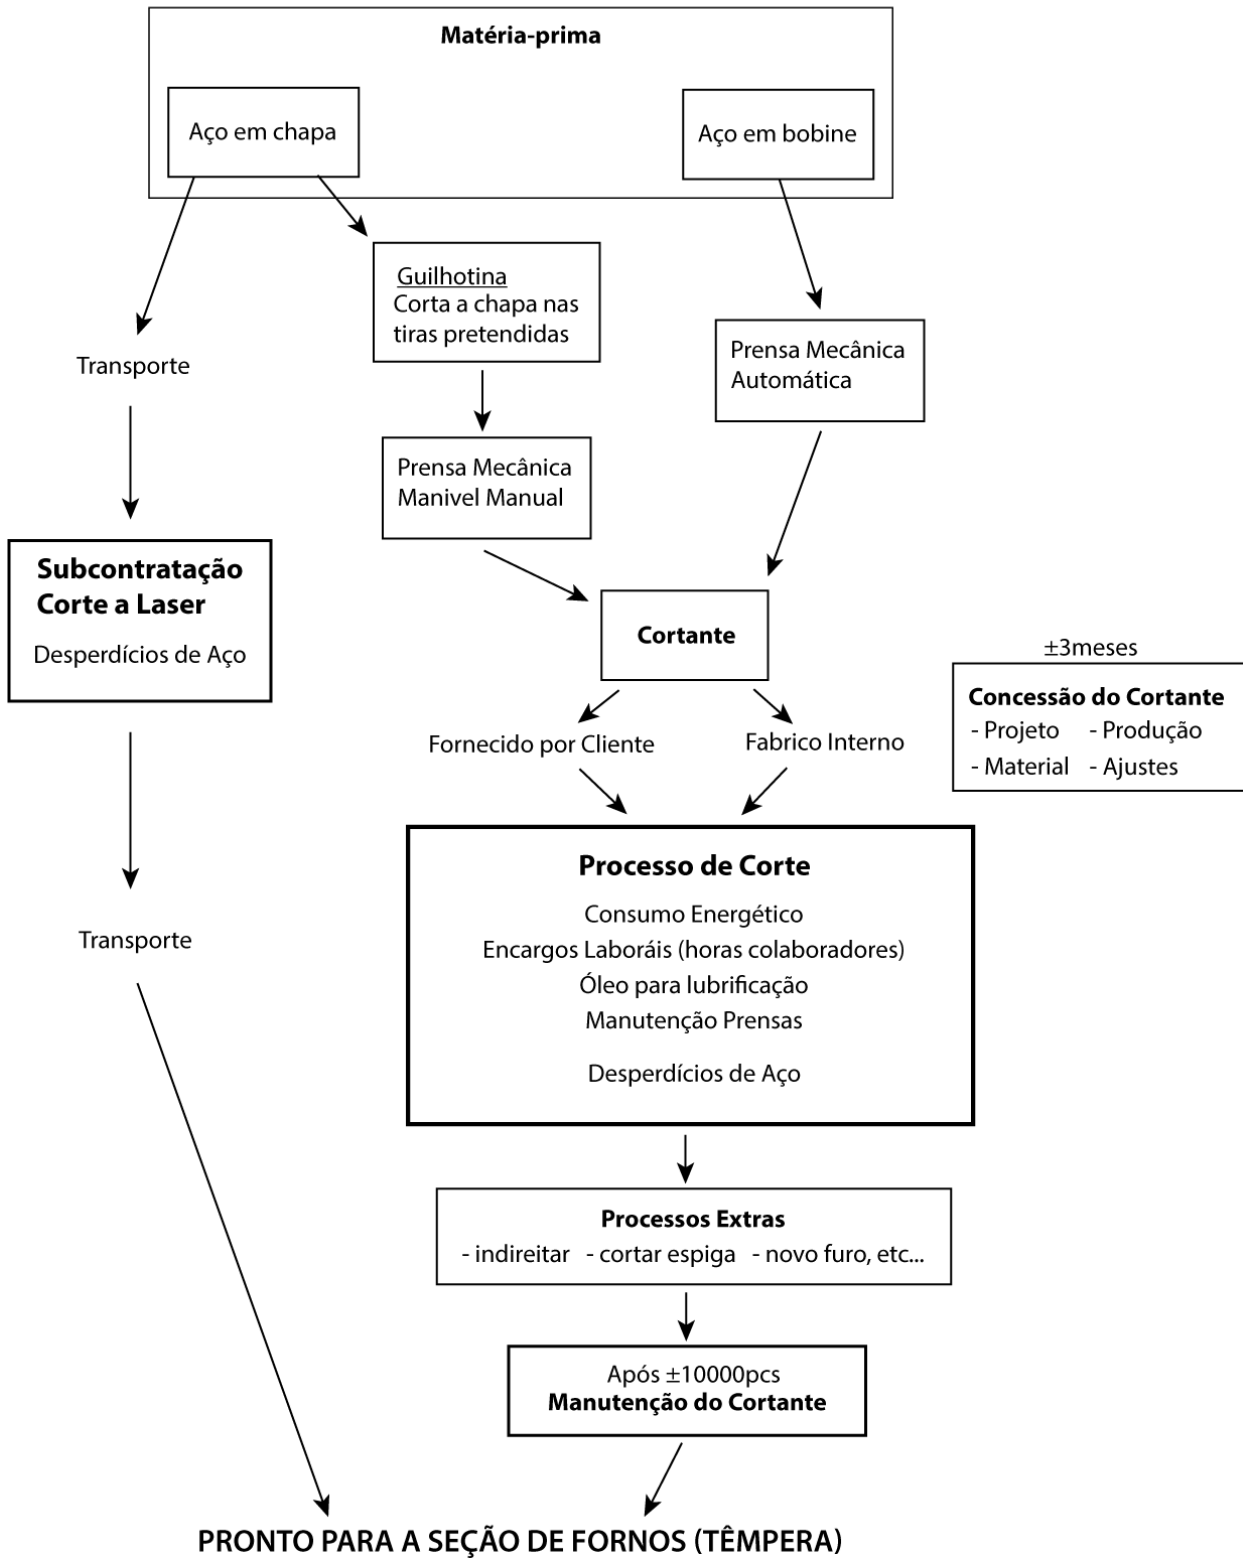 Matéria-prima
Aço em chapa
Aço em bobine
Guilhotina
Corta a chapa nas
tiras pretendidas
Transporte
Prensa Mecânica
Automática
Prensa Mecânica
Manivel Manual
Subcontratação
Corte a Laser
Desperdícios de Aço
Cortante
±3meses
Concessão do Cortante
- Projeto - Produção
- Material - Ajustes
Fornecido por Cliente
Fabrico Interno
Processo de Corte
Consumo Energético
Encargos Laboráis (horas colaboradores)
Óleo para lubrificação
Manutenção Prensas
Desperdícios de Aço
Transporte
Processos Extras
- indireitar - cortar espiga - novo furo, etc...
Após ±10000pcs
Manutenção do Cortante
PRONTO PARA A SEÇÃO DE FORNOS (TÊMPERA)